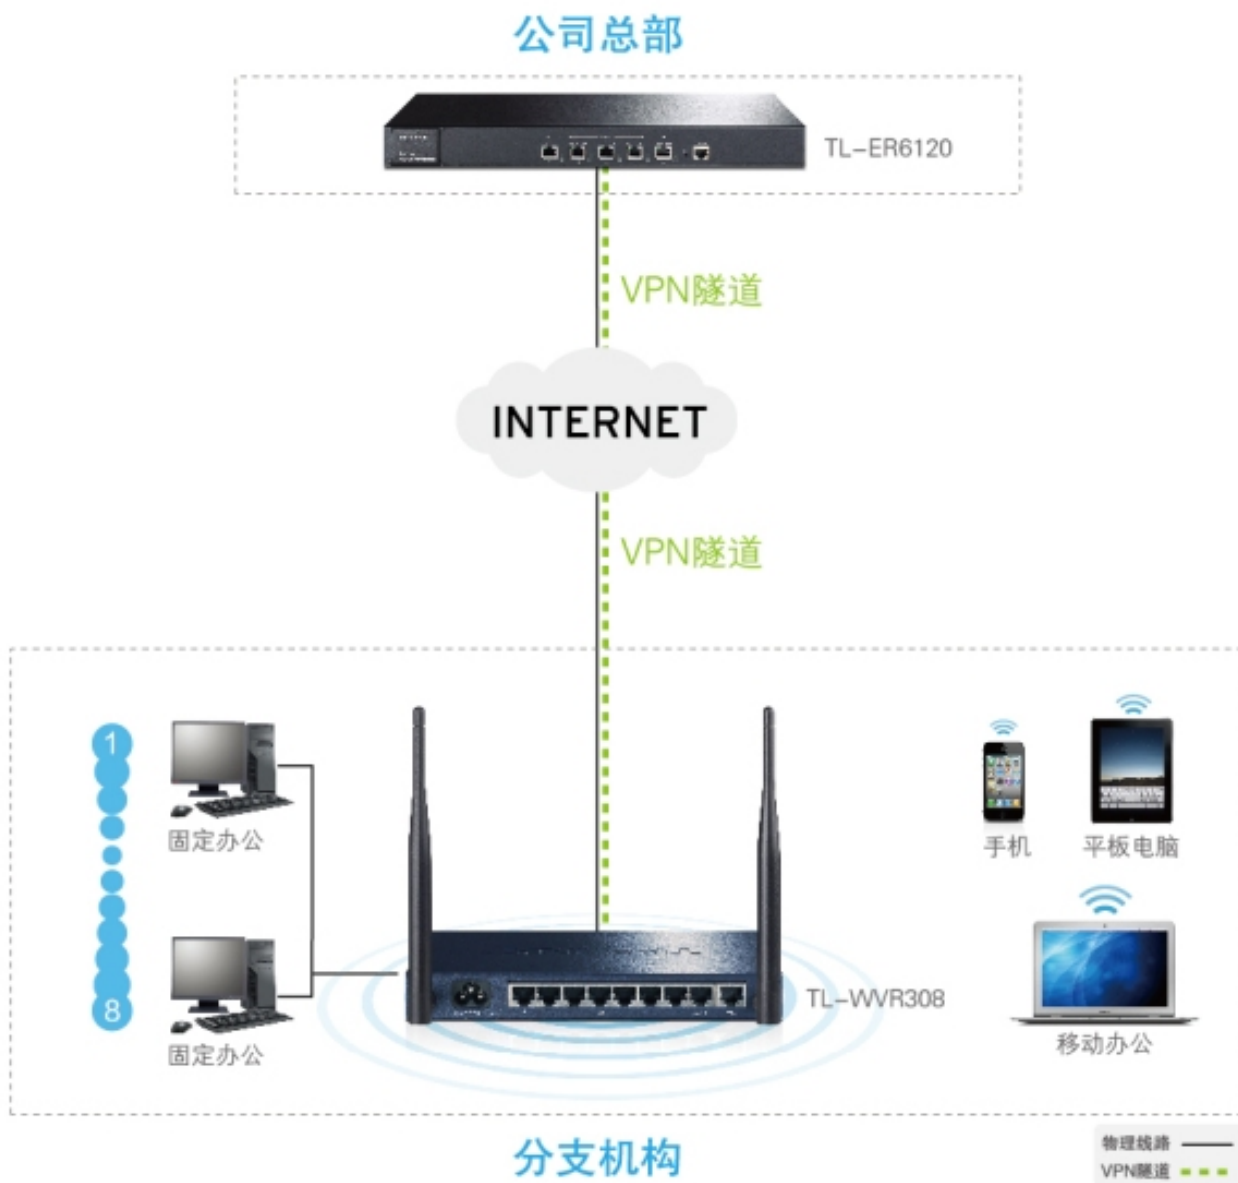 公司总部
TL-ER6120
VPN隧道
INTERNET
VPN隧道
1
固定办公
手机
平板电脑
8
固定办公
TL-WVR308
移动办公
分支机构
物理线路
VPN隧道